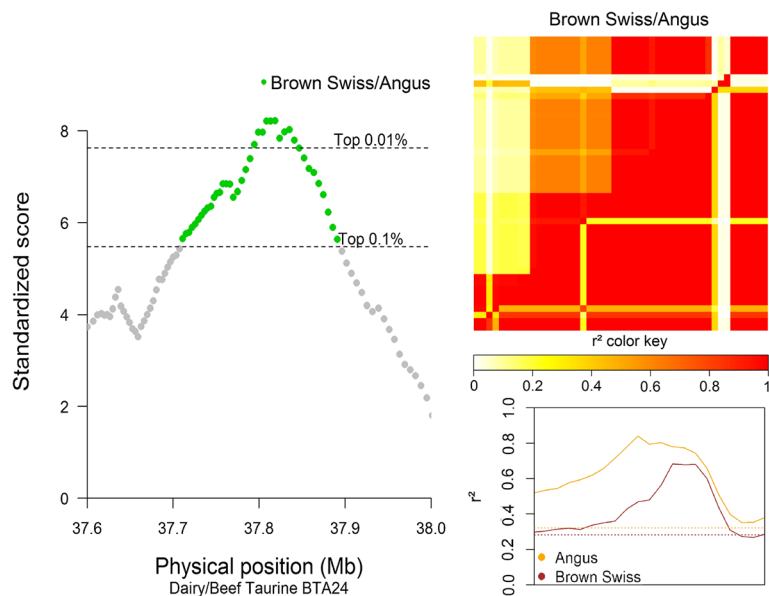 Brown Swiss/Angus
Top 0.01%
Top 0.1%
Standardized score
8
6
4
2
0
37.6 37.7 37.8 37.9 38.0
Physical position (Mb)
Dairy/Beef Taurine BTA24
Brown Swiss/Angus
r² color key
0 0.2 0.4 0.6 0.8 1
r²
1.0
0.8
0.6
0.4
0.2
0.0
Angus
Brown Swiss